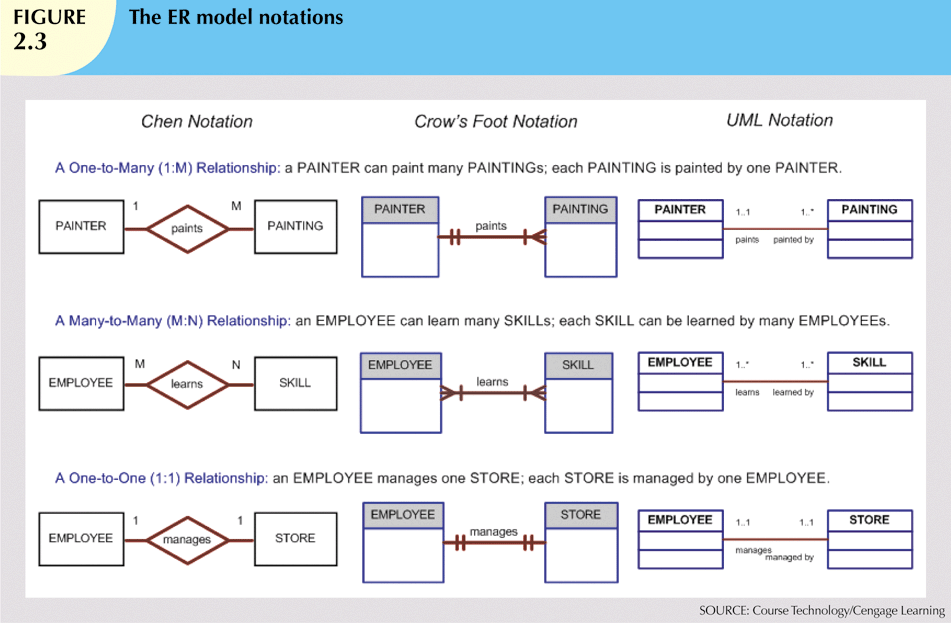 FIGURE 2.3
The ER model notations
Chen Notation
Crow's Foot Notation
UML Notation
A One-to-Many (1:M) Relationship: a PAINTER can paint many PAINTINGs; each PAINTING is painted by one PAINTER.
PAINTER
1
paints
M
PAINTING
PAINTER
paints
PAINTING
PAINTER
1..1
1..*
paints
painted by
PAINTING
A Many-to-Many (M:N) Relationship: an EMPLOYEE can learn many SKILLs; each SKILL can be learned by many EMPLOYEEs.
EMPLOYEE
M
learns
N
SKILL
EMPLOYEE
learns
SKILL
EMPLOYEE
1..*
1..*
learns
learned by
SKILL
A One-to-One (1:1) Relationship: an EMPLOYEE manages one STORE; each STORE is managed by one EMPLOYEE.
EMPLOYEE
1
manages
1
STORE
EMPLOYEE
manages
STORE
EMPLOYEE
1..1
1..1
manages
managed by
STORE
SOURCE: Course Technology/Cengage Learning